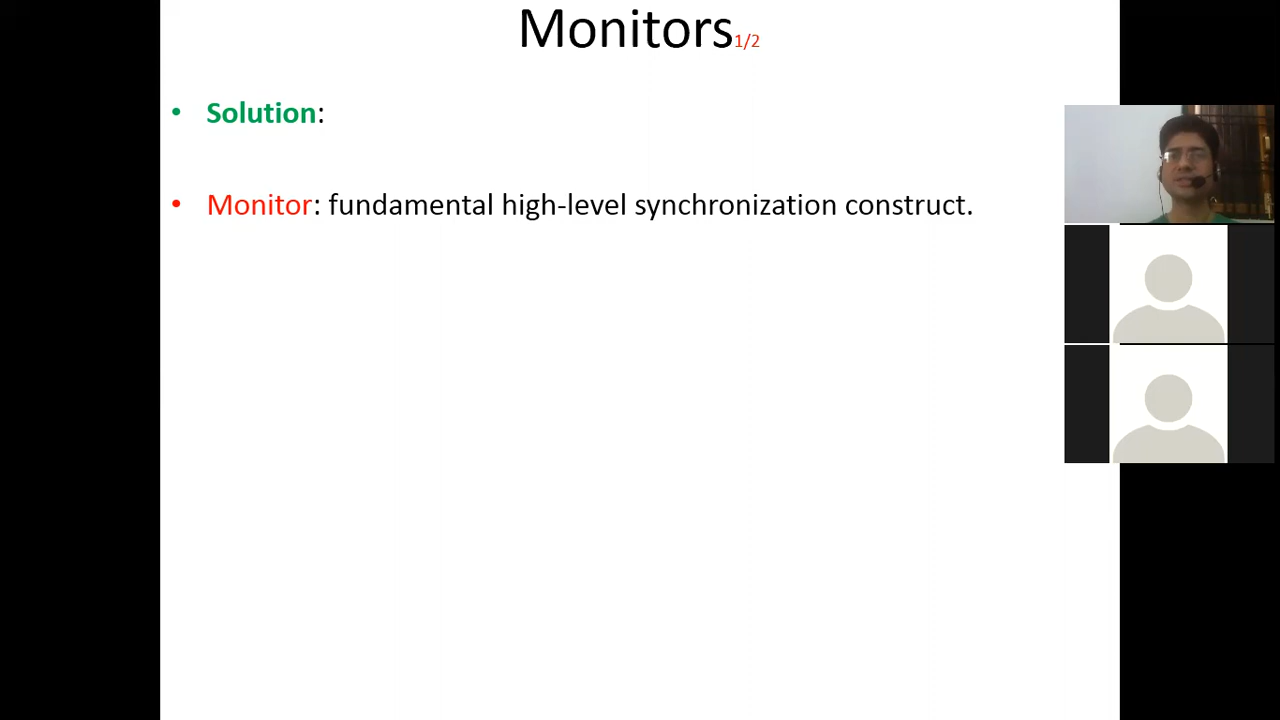 Monitors1/2
• Solution:
• Monitor: fundamental high-level synchronization construct.